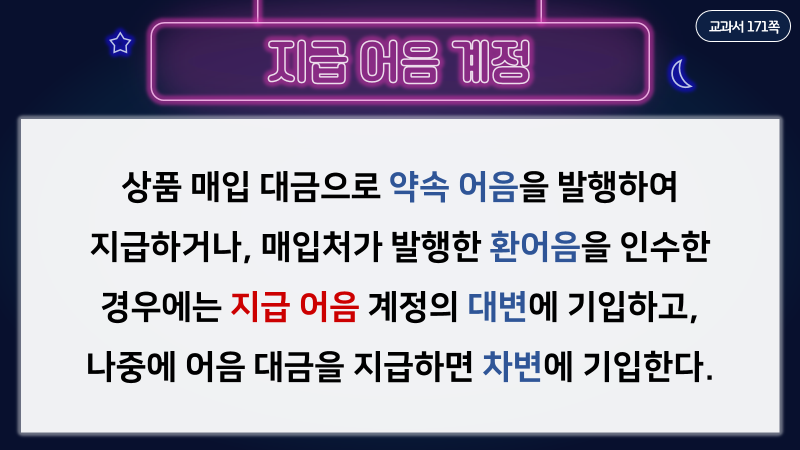 교과서 171쪽
지급 어음 계정
상품 매입 대금으로 약속 어음을 발행하여
지급하거나, 매입처가 발행한 환어음을 인수한
경우에는 지급 어음 계정의 대변에 기입하고,
나중에 어음 대금을 지급하면 차변에 기입한다.